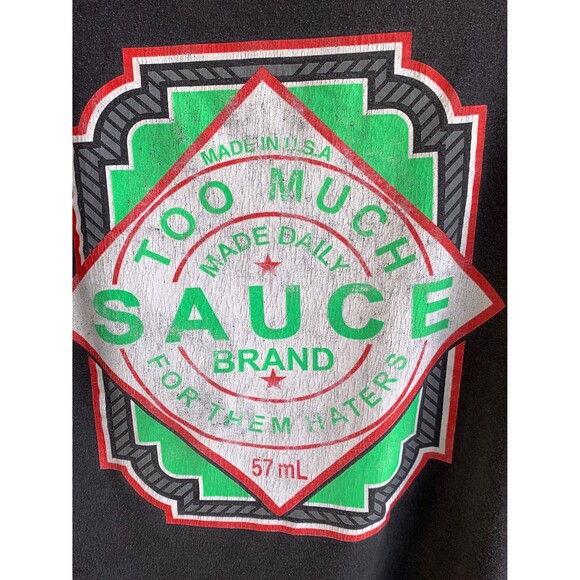 MADE IN U.S.A
TOO MUCH
MADE DAILY
SAUCE
BRAND
FOR THEM HATERS
57 mL